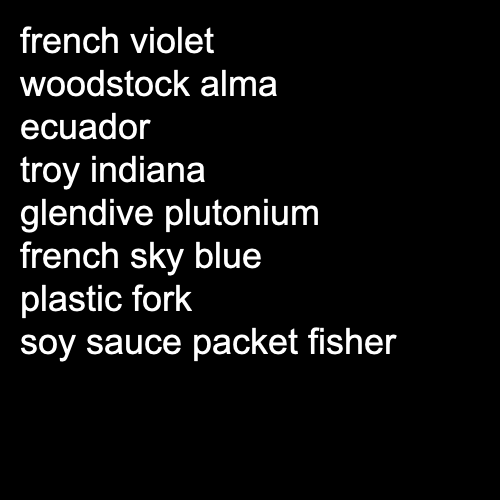 french violet
woodstock alma
ecuador
troy indiana
glendive plutonium
french sky blue
plastic fork
soy sauce packet fisher